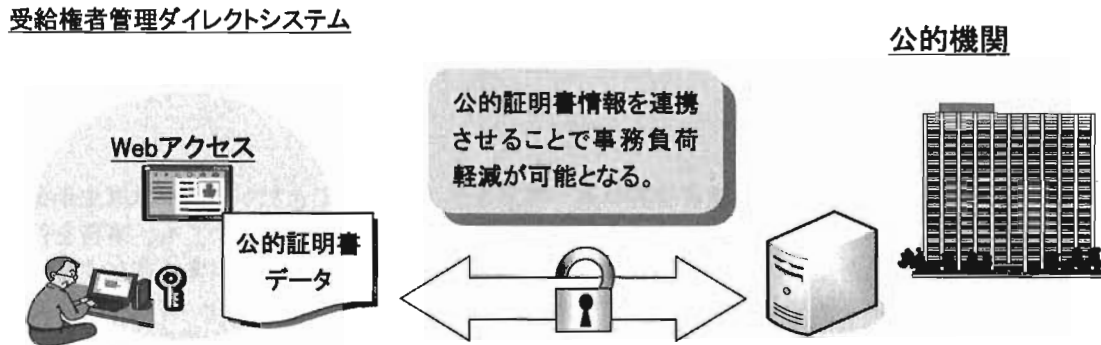 受給権者管理ダイレクトシステム
公的機関
公的証明書情報を連携
させることで事務負荷
軽減が可能となる。
Webアクセス
公的証明書
データ